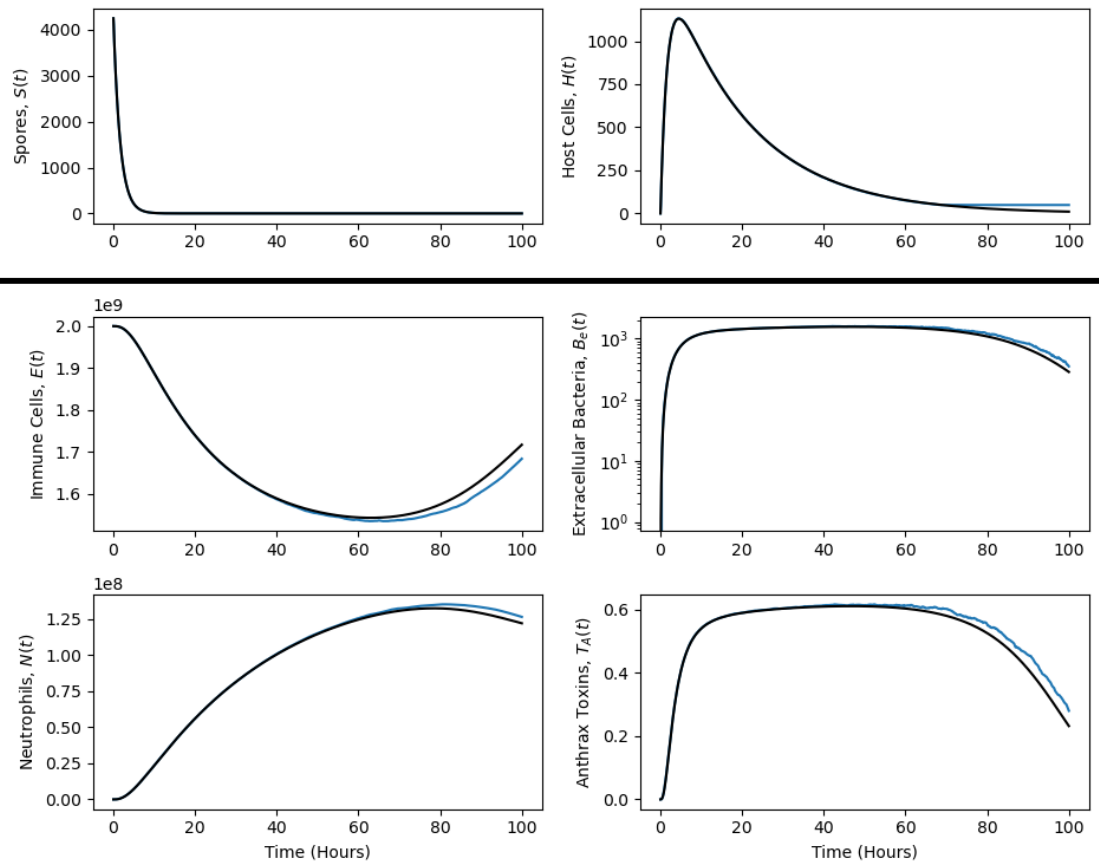 Spores, S(t)
4000
3000
2000
1000
0
0 20 40 60 80 100
Host Cells, H(t)
1000
750
500
250
0
0 20 40 60 80 100
1e9
Immune Cells, E(t)
2.0
1.9
1.8
1.7
1.6
0 20 40 60 80 100
Extracellular Bacteria, Bₑ(t)
10³
10²
10¹
10⁰
0 20 40 60 80 100
1e8
Neutrophils, N(t)
1.25
1.00
0.75
0.50
0.25
0.00
0 20 40 60 80 100
Time (Hours)
Anthrax Toxins, T_A(t)
0.6
0.4
0.2
0.0
0 20 40 60 80 100
Time (Hours)